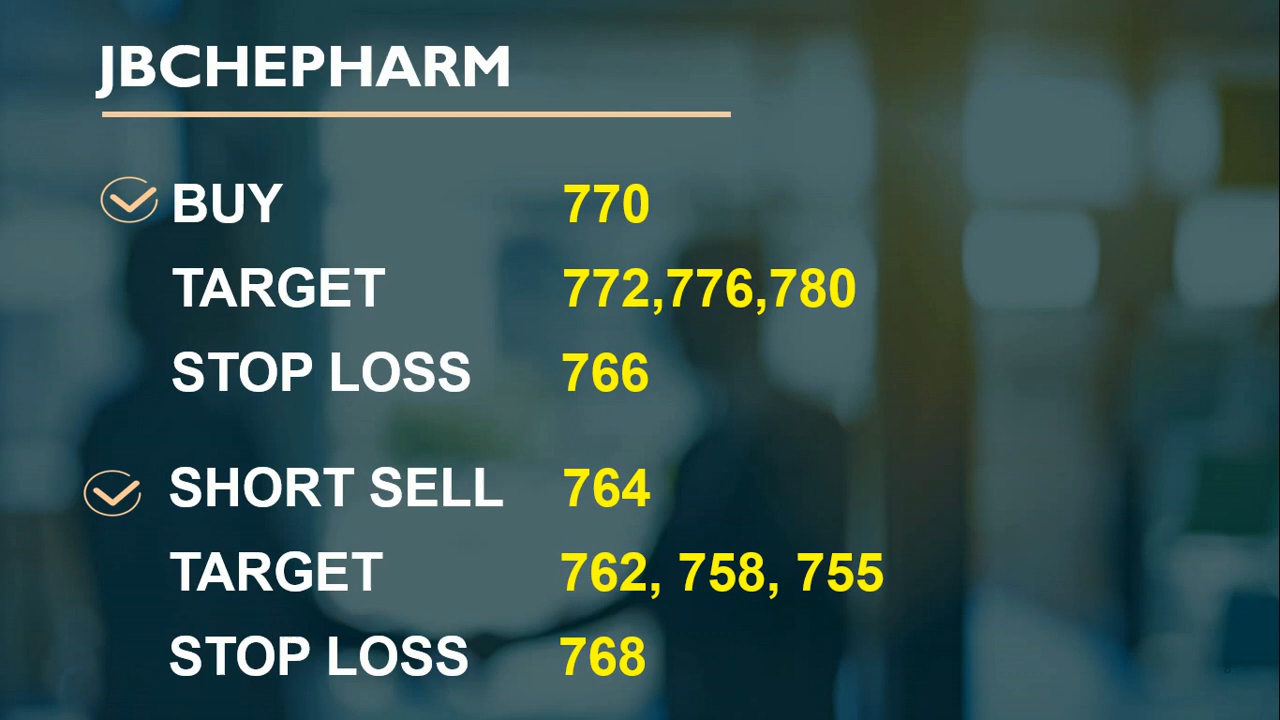 JBCHEPHARM
BUY 770
TARGET 772,776,780
STOP LOSS 766
SHORT SELL 764
TARGET 762, 758, 755
STOP LOSS 768